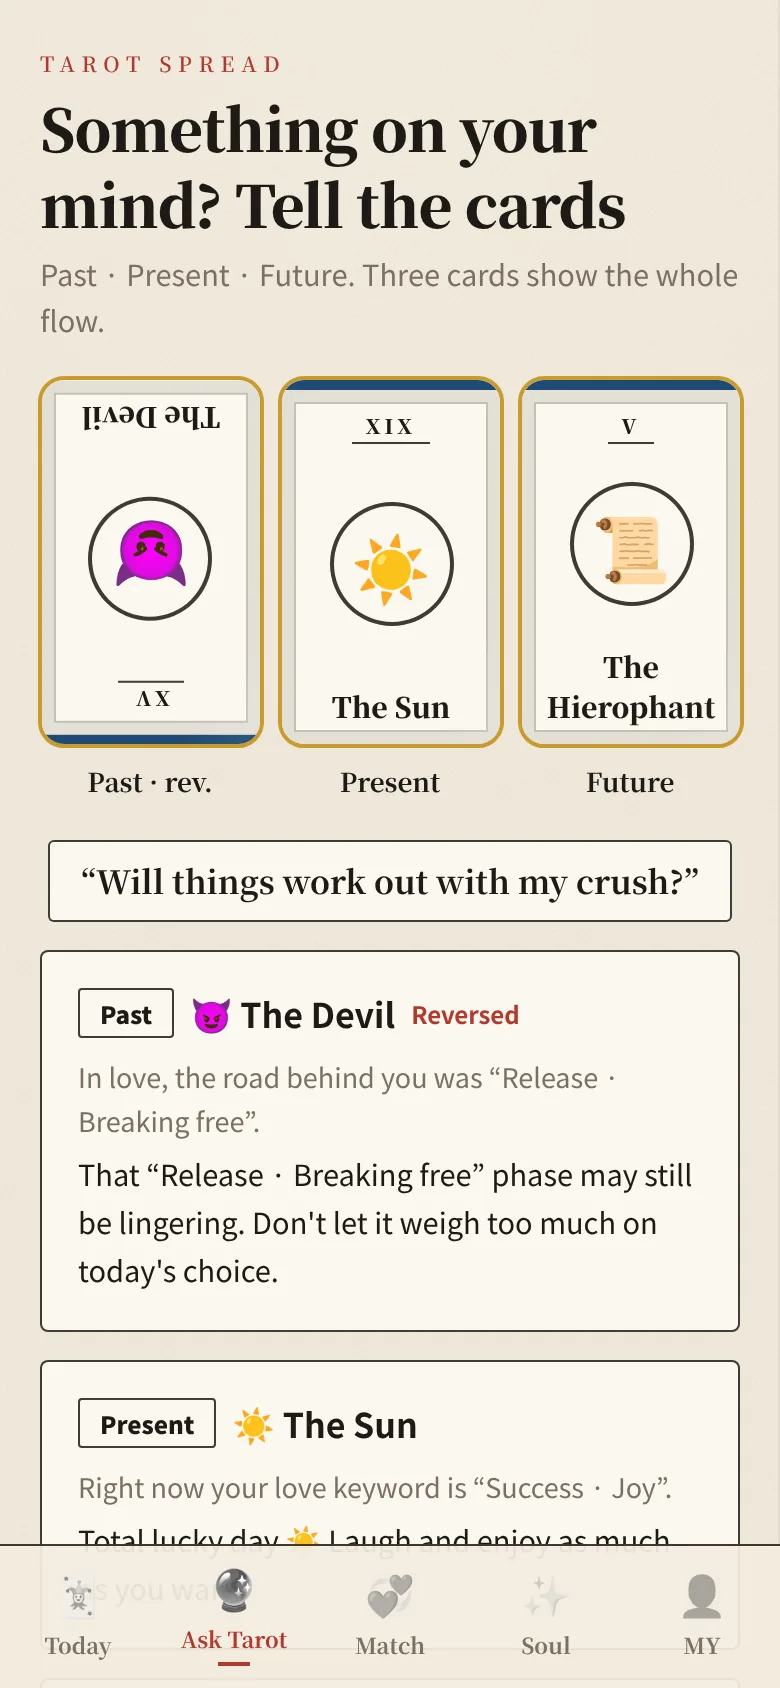 TAROT SPREAD
Something on your
mind? Tell the cards
Past · Present · Future. Three cards show the whole
flow.
The Devil
XV
XIX
The Sun
V
The
Hierophant
Past · rev.
Present
Future
“Will things work out with my crush?”
Past
The Devil
Reversed
In love, the road behind you was “Release ·
Breaking free”.
That “Release · Breaking free” phase may still
be lingering. Don't let it weigh too much on
today's choice.
Present
The Sun
Right now your love keyword is “Success · Joy”.
Total lucky day ☀️ Laugh and enjoy as much
s you wa
Today
Ask Tarot
Match
Soul
MY